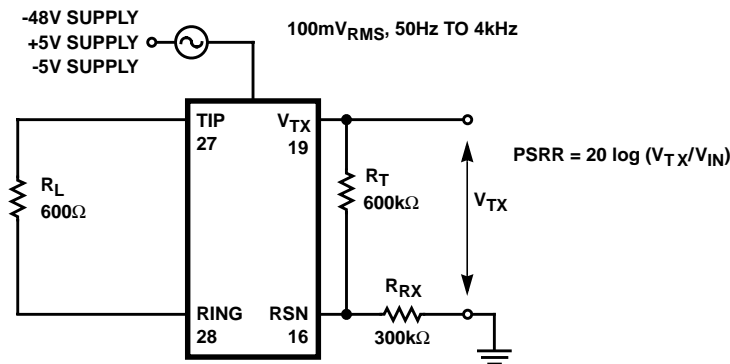 -48V SUPPLY
+5V SUPPLY
-5V SUPPLY
100mVRMS, 50Hz TO 4kHz
TIP
27
VTX
19
PSRR = 20 log (VTX/VIN)
RL
600Ω
RT
600kΩ
VTX
RRX
300kΩ
RING
28
RSN
16